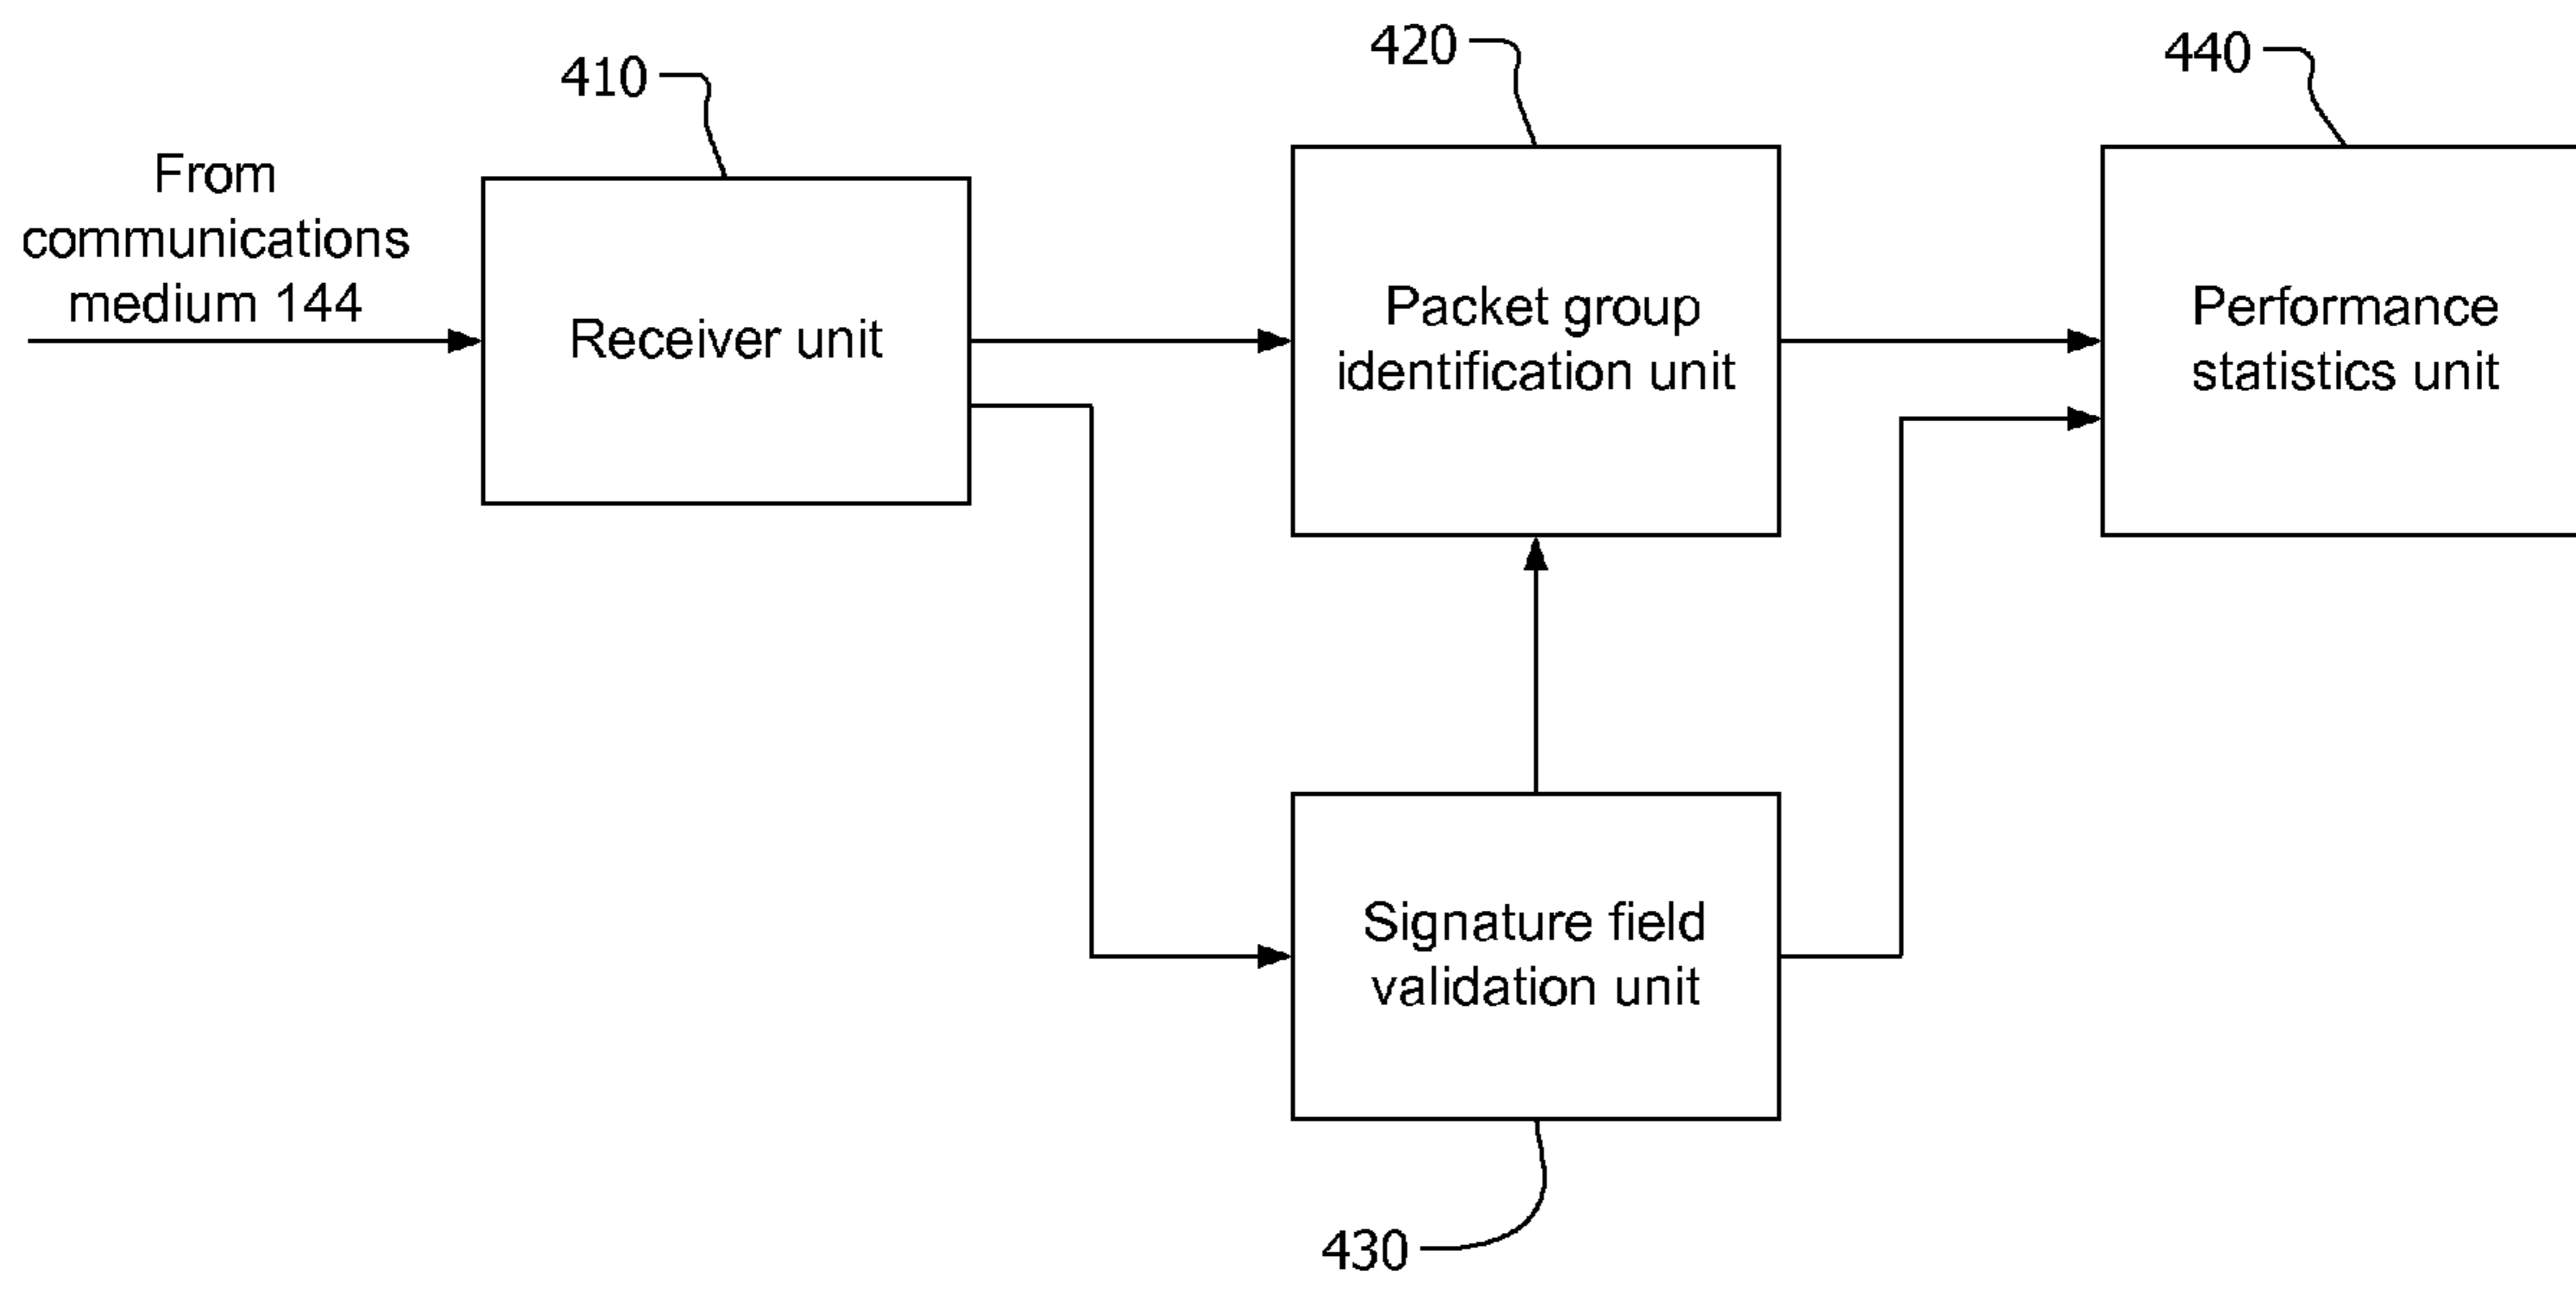 410
420
440
From
communications
medium 144
Receiver unit
Packet group
identification unit
Performance
statistics unit
Signature field
validation unit
430